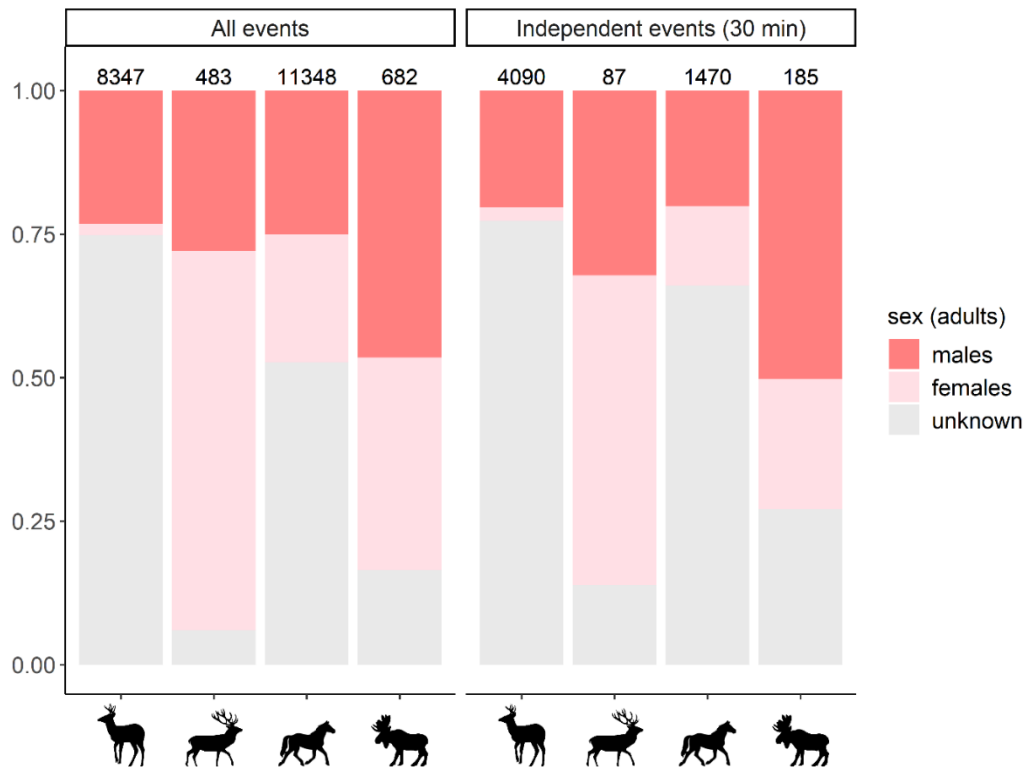 All events
Independent events (30 min)
8347 483 11348 682
4090 87 1470 185
1.00
0.75
0.50
0.25
0.00
sex (adults)
males
females
unknown